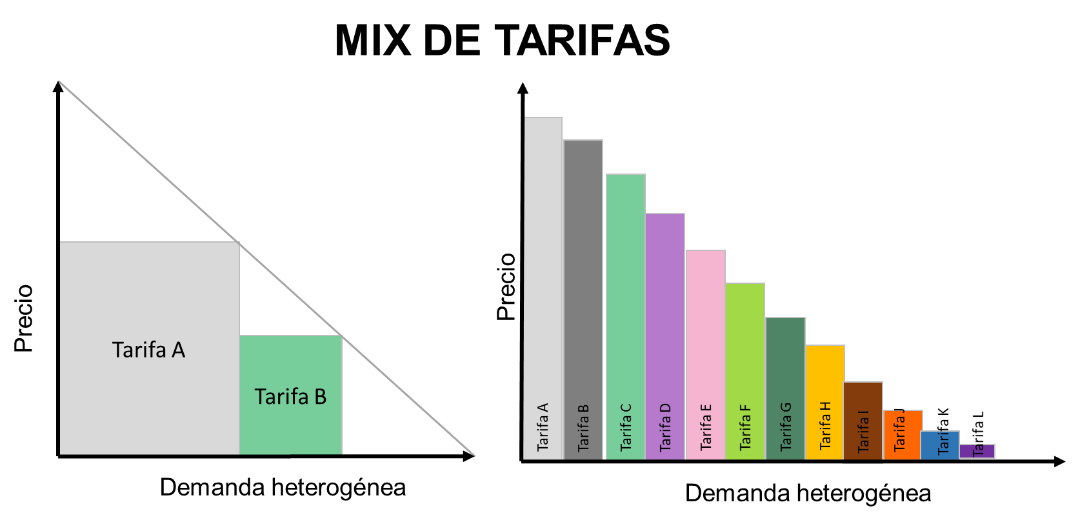 MIX DE TARIFAS
Precio
Tarifa A
Tarifa B
Demanda heterogénea
Precio
Tarifa A
Tarifa B
Tarifa C
Tarifa D
Tarifa E
Tarifa F
Tarifa G
Tarifa H
Tarifa I
Tarifa J
Tarifa K
Tarifa L
Demanda heterogénea